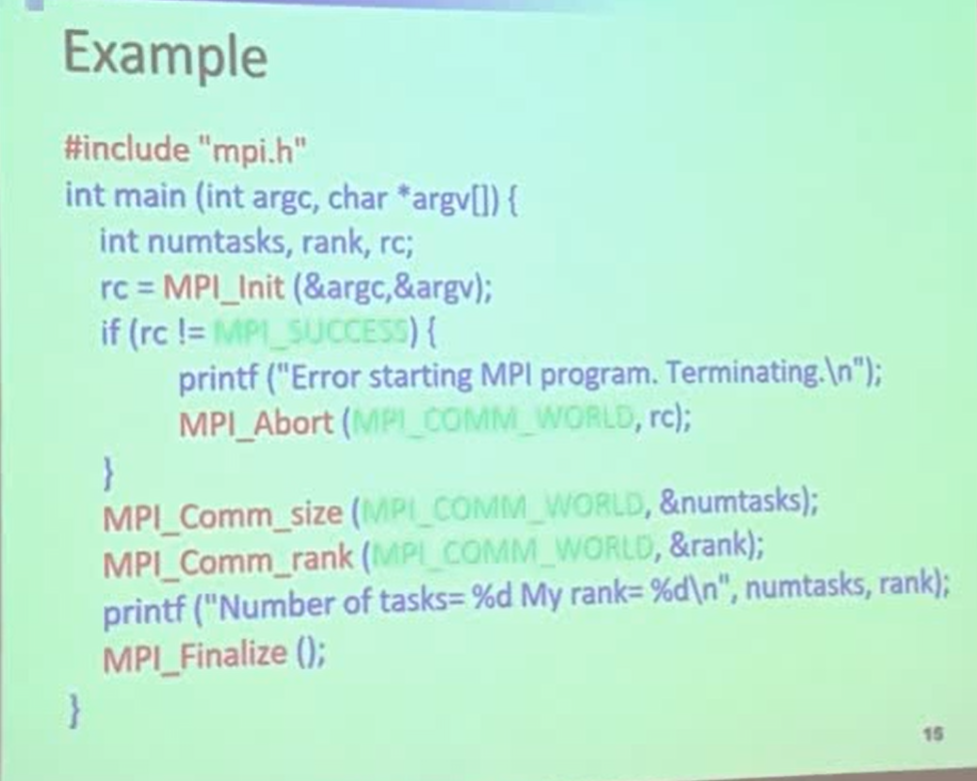 Example
#include "mpi.h"
int main (int argc, char *argv[]) {
int numtasks, rank, rc;
rc = MPI_Init (&argc,&argv);
if (rc != MPI_SUCCESS) {
printf ("Error starting MPI program. Terminating.\n");
MPI_Abort (MPI_COMM_WORLD, rc);
}
MPI_Comm_size (MPI_COMM_WORLD, &numtasks);
MPI_Comm_rank (MPI_COMM_WORLD, &rank);
printf ("Number of tasks= %d My rank= %d\n", numtasks, rank);
MPI_Finalize ();
}
15